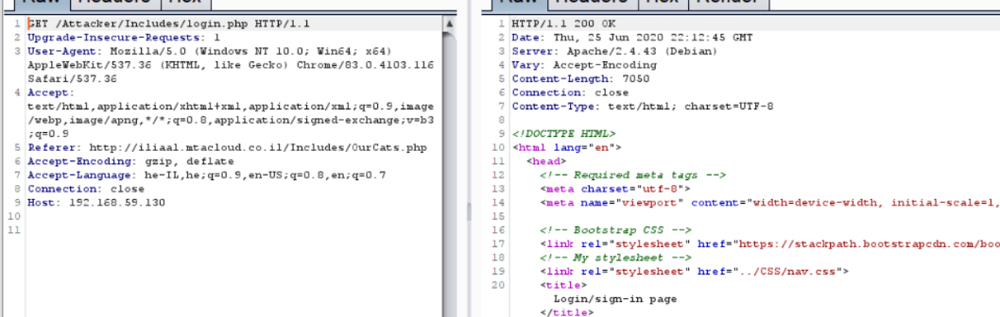 1 GET /Attacker/Includes/login.php HTTP/1.1
2 Upgrade-Insecure-Requests: 1
3 User-Agent: Mozilla/5.0 (Windows NT 10.0; Win64; x64)
AppleWebKit/537.36 (KHTML, like Gecko) Chrome/83.0.4103.116
Safari/537.36
4 Accept:
text/html,application/xhtml+xml,application/xml;q=0.9,image
/webp,image/apng,*/*;q=0.8,application/signed-exchange;v=b3
;q=0.9
5 Referer: http://iliaal.mtacloud.co.il/Includes/OurCats.php
6 Accept-Encoding: gzip, deflate
7 Accept-Language: he-IL,he;q=0.9,en-US;q=0.8,en;q=0.7
8 Connection: close
9 Host: 192.168.59.130
10
11
1 HTTP/1.1 200 OK
2 Date: Thu, 25 Jun 2020 22:12:45 GMT
3 Server: Apache/2.4.43 (Debian)
4 Vary: Accept-Encoding
5 Content-Length: 7050
6 Connection: close
7 Content-Type: text/html; charset=UTF-8
8
9 <!DOCTYPE HTML>
10 <html lang="en">
11 <head>
12 <!-- Required meta tags -->
13 <meta charset="utf-8">
14 <meta name="viewport" content="width=device-width, initial-scale=1,
15
16 <!-- Bootstrap CSS -->
17 <link rel="stylesheet" href="https://stackpath.bootstrapcdn.com/boo
18 <!-- My stylesheet -->
19 <link rel="stylesheet" href="../CSS/nav.css">
20 <title>
Login/sign-in page
</title>